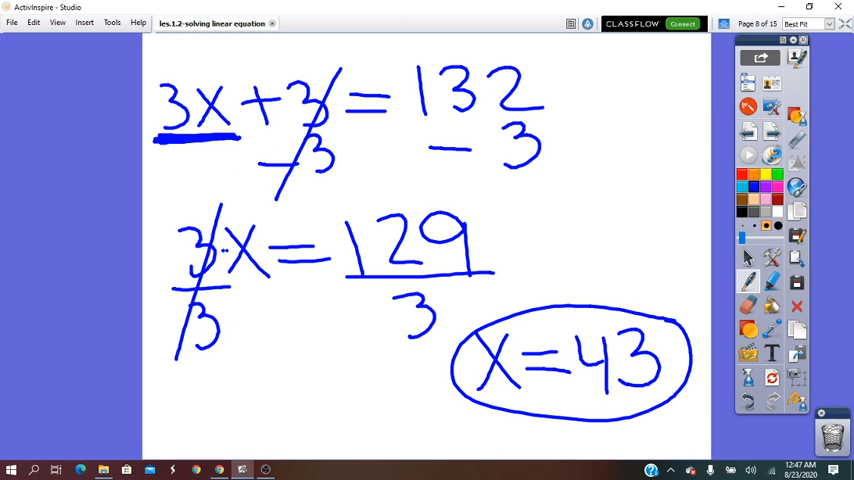 ActivInspire - Studio
File Edit View Insert Tools Help
les.1.2-solving linear equation
CLASSFLOW Connect
Page 8 of 15
Best Fit
3x + 3 = 132
- 3 - 3
3·x = 129
3 3
x = 43
12:47 AM
8/23/2020